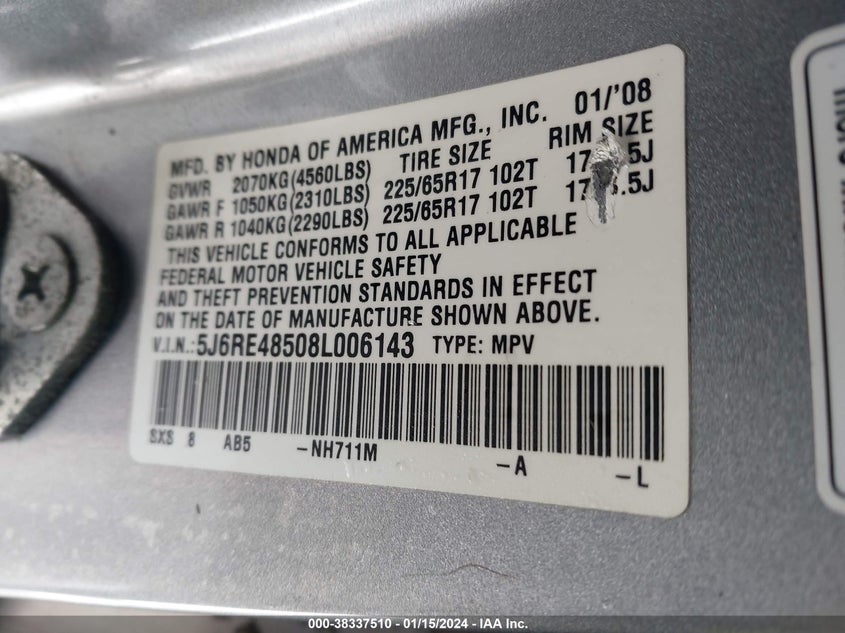 MFD. BY HONDA OF AMERICA MFG., INC. 01/'08
GVWR 2070KG(4560LBS) TIRE SIZE RIM SIZE
GAWR F 1050KG(2310LBS) 225/65R17 102T
GAWR R 1040KG(2290LBS) 225/65R17 102T
THIS VEHICLE CONFORMS TO ALL APPLICABLE
FEDERAL MOTOR VEHICLE SAFETY
AND THEFT PREVENTION STANDARDS IN EFFECT
ON THE DATE OF MANUFACTURE SHOWN ABOVE.
V.I.N.:5J6RE48508L006143 TYPE: MPV
SXS 8 AB5 -NH711M -A -L
000-38337510 - 01/15/2024 - IAA Inc.